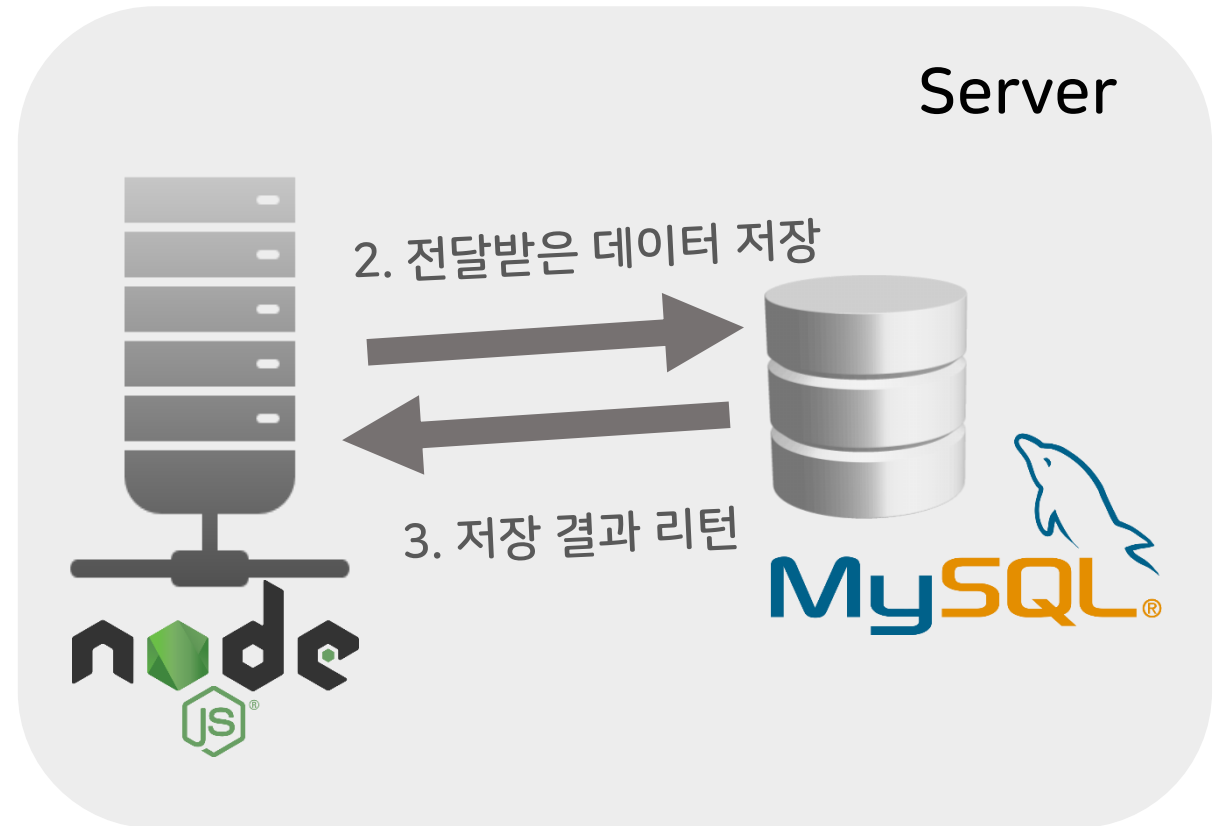 Server
2. 전달받은 데이터 저장
3. 저장 결과 리턴
node
JS®
MySQL®